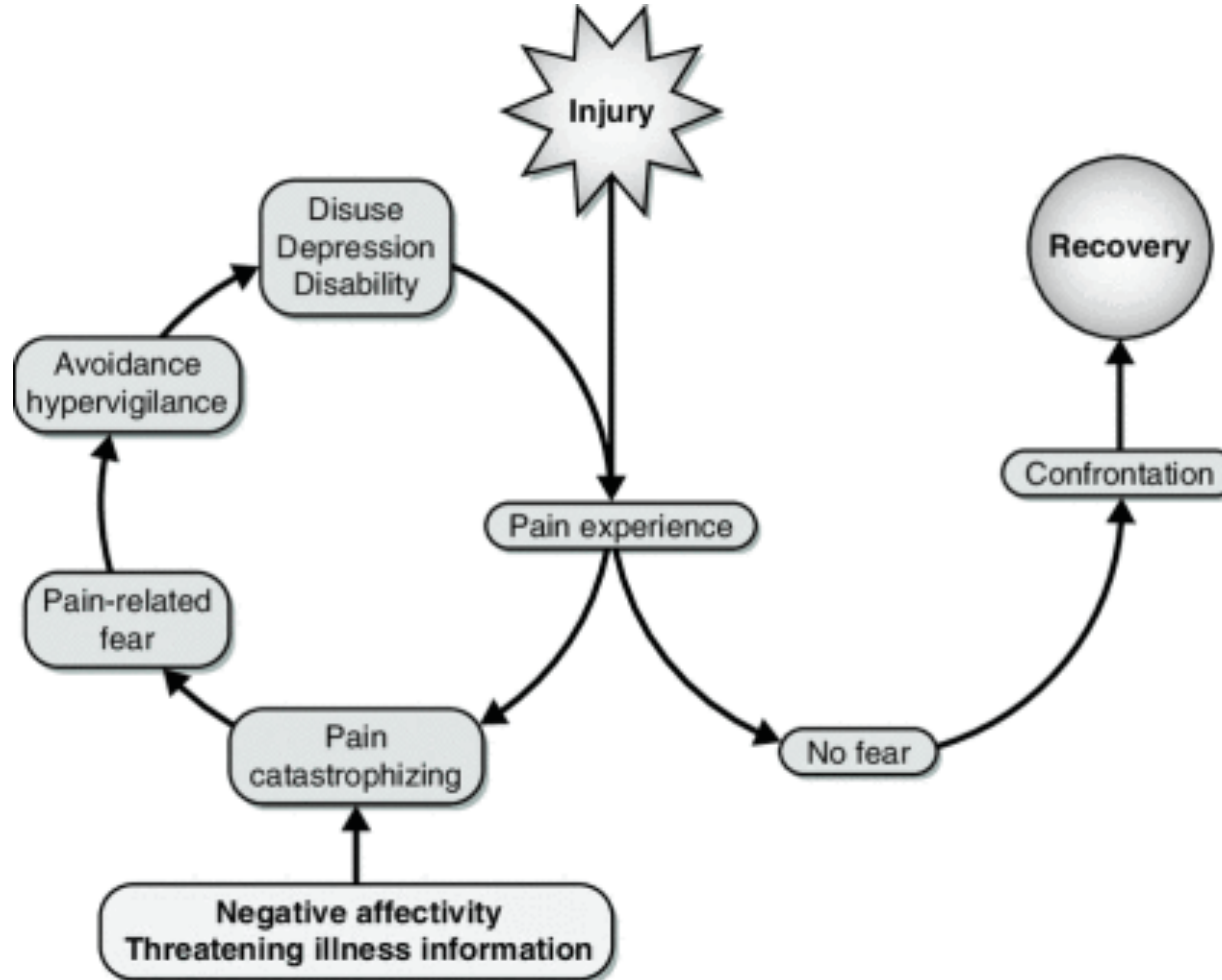 Injury
Disuse
Depression
Disability
Recovery
Avoidance
hypervigilance
Confrontation
Pain experience
Pain-related
fear
Pain
catastrophizing
No fear
Negative affectivity
Threatening illness information